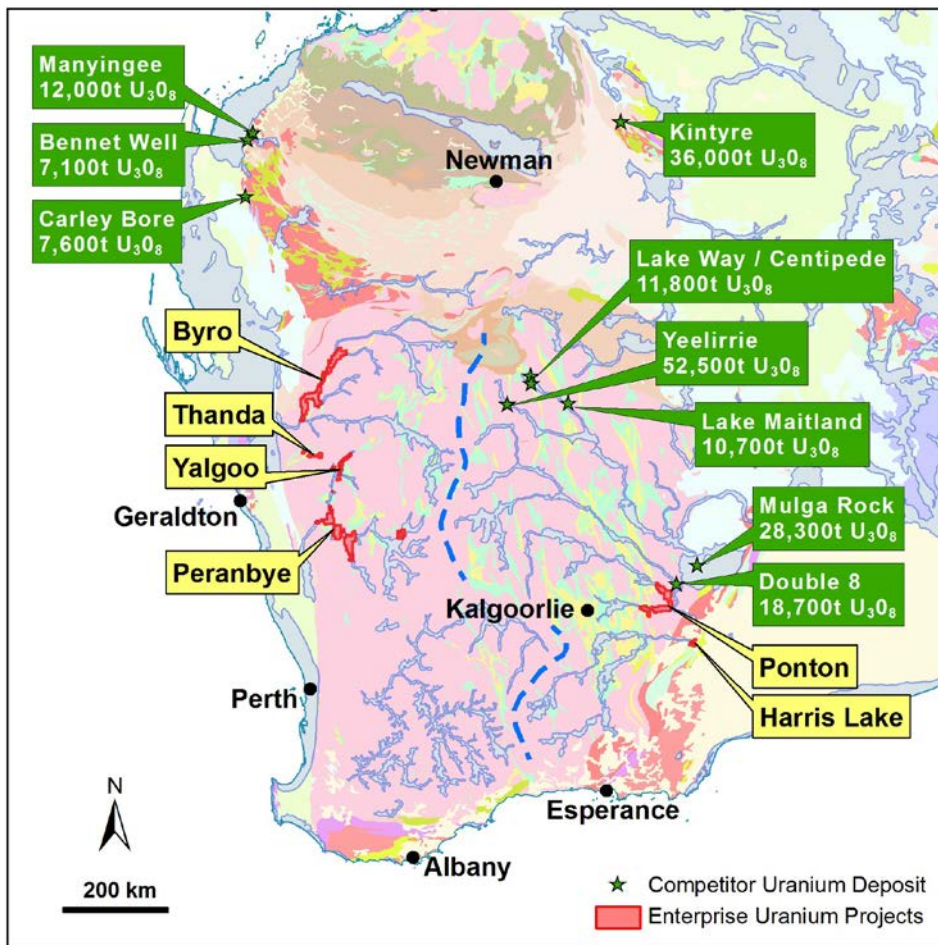 Manyingee
12,000t U₃0₈
Bennet Well
7,100t U₃0₈
Carley Bore
7,600t U₃0₈
Newman
Kintyre
36,000t U₃0₈
Lake Way / Centipede
11,800t U₃0₈
Yeelirrie
52,500t U₃0₈
Lake Maitland
10,700t U₃0₈
Byro
Thanda
Yalgoo
Geraldton
Peranbye
Mulga Rock
28,300t U₃0₈
Double 8
18,700t U₃0₈
Kalgoorlie
Ponton
Harris Lake
Perth
N
Esperance
Albany
200 km
Competitor Uranium Deposit
Enterprise Uranium Projects